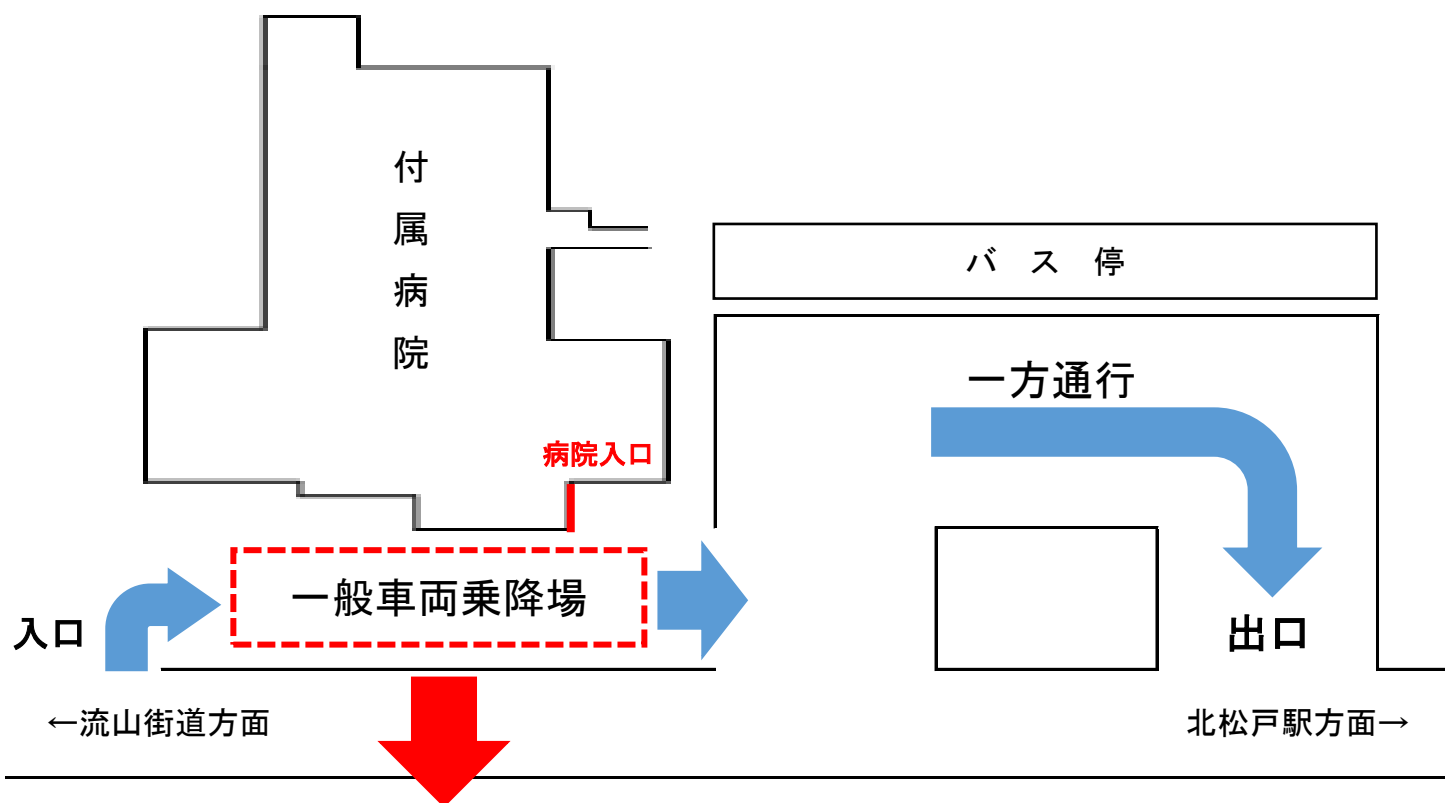 付属病院
バス停
一方通行
病院入口
一般車両乗降場
入口
出口
←流山街道方面
北松戸駅方面→